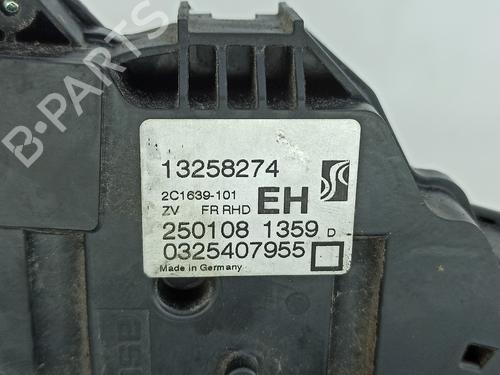 B-PARTS
13258274
2C1639-101
ZV FR RHD EH
250108 1359 D
0325407955
Made in Germany